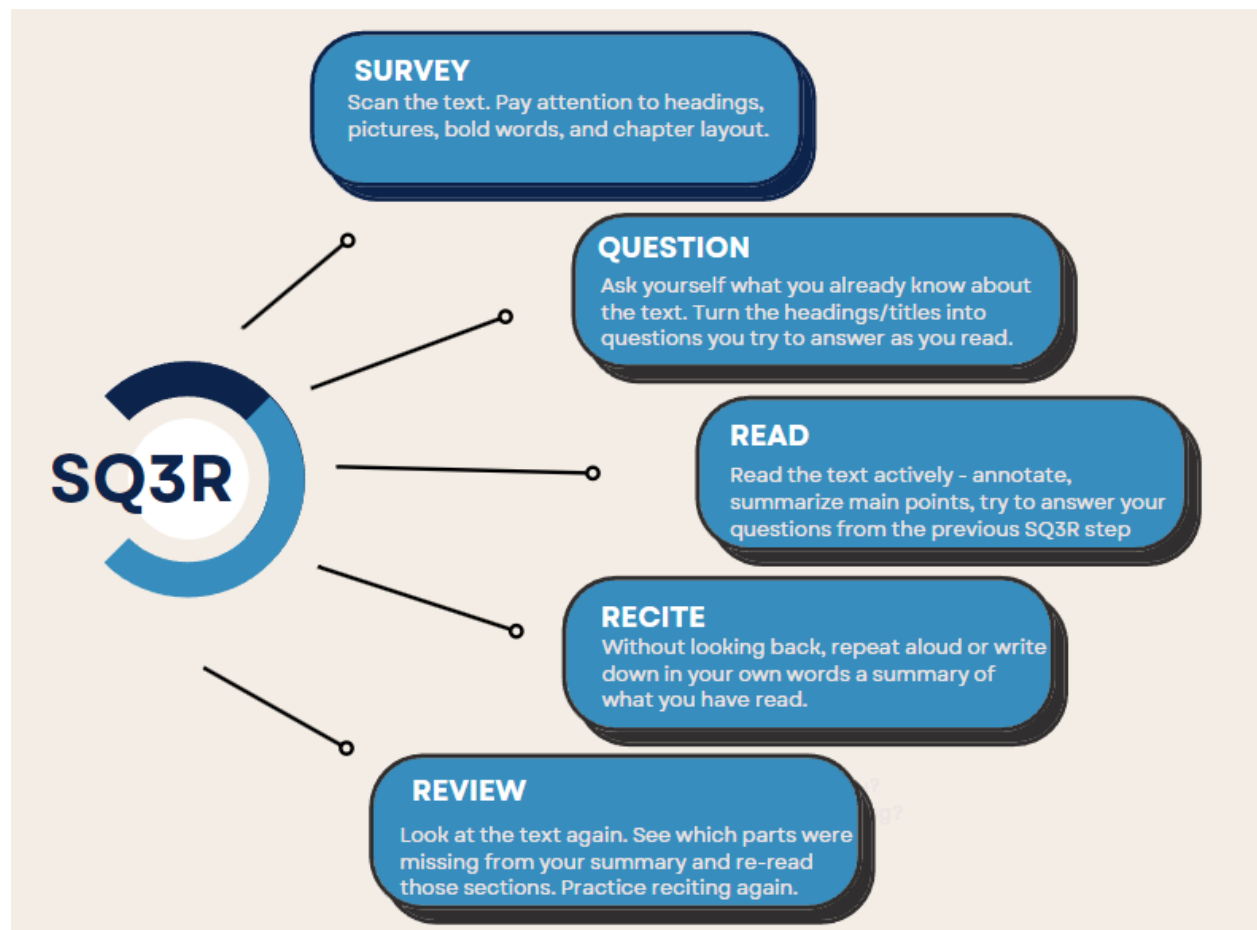 SURVEY
Scan the text. Pay attention to headings,
pictures, bold words, and chapter layout.
QUESTION
Ask yourself what you already know about
the text. Turn the headings/titles into
questions you try to answer as you read.
SQ3R
READ
Read the text actively - annotate,
summarize main points, try to answer your
questions from the previous SQ3R step
RECITE
Without looking back, repeat aloud or write
down in your own words a summary of
what you have read.
REVIEW
Look at the text again. See which parts were
missing from your summary and re-read
those sections. Practice reciting again.